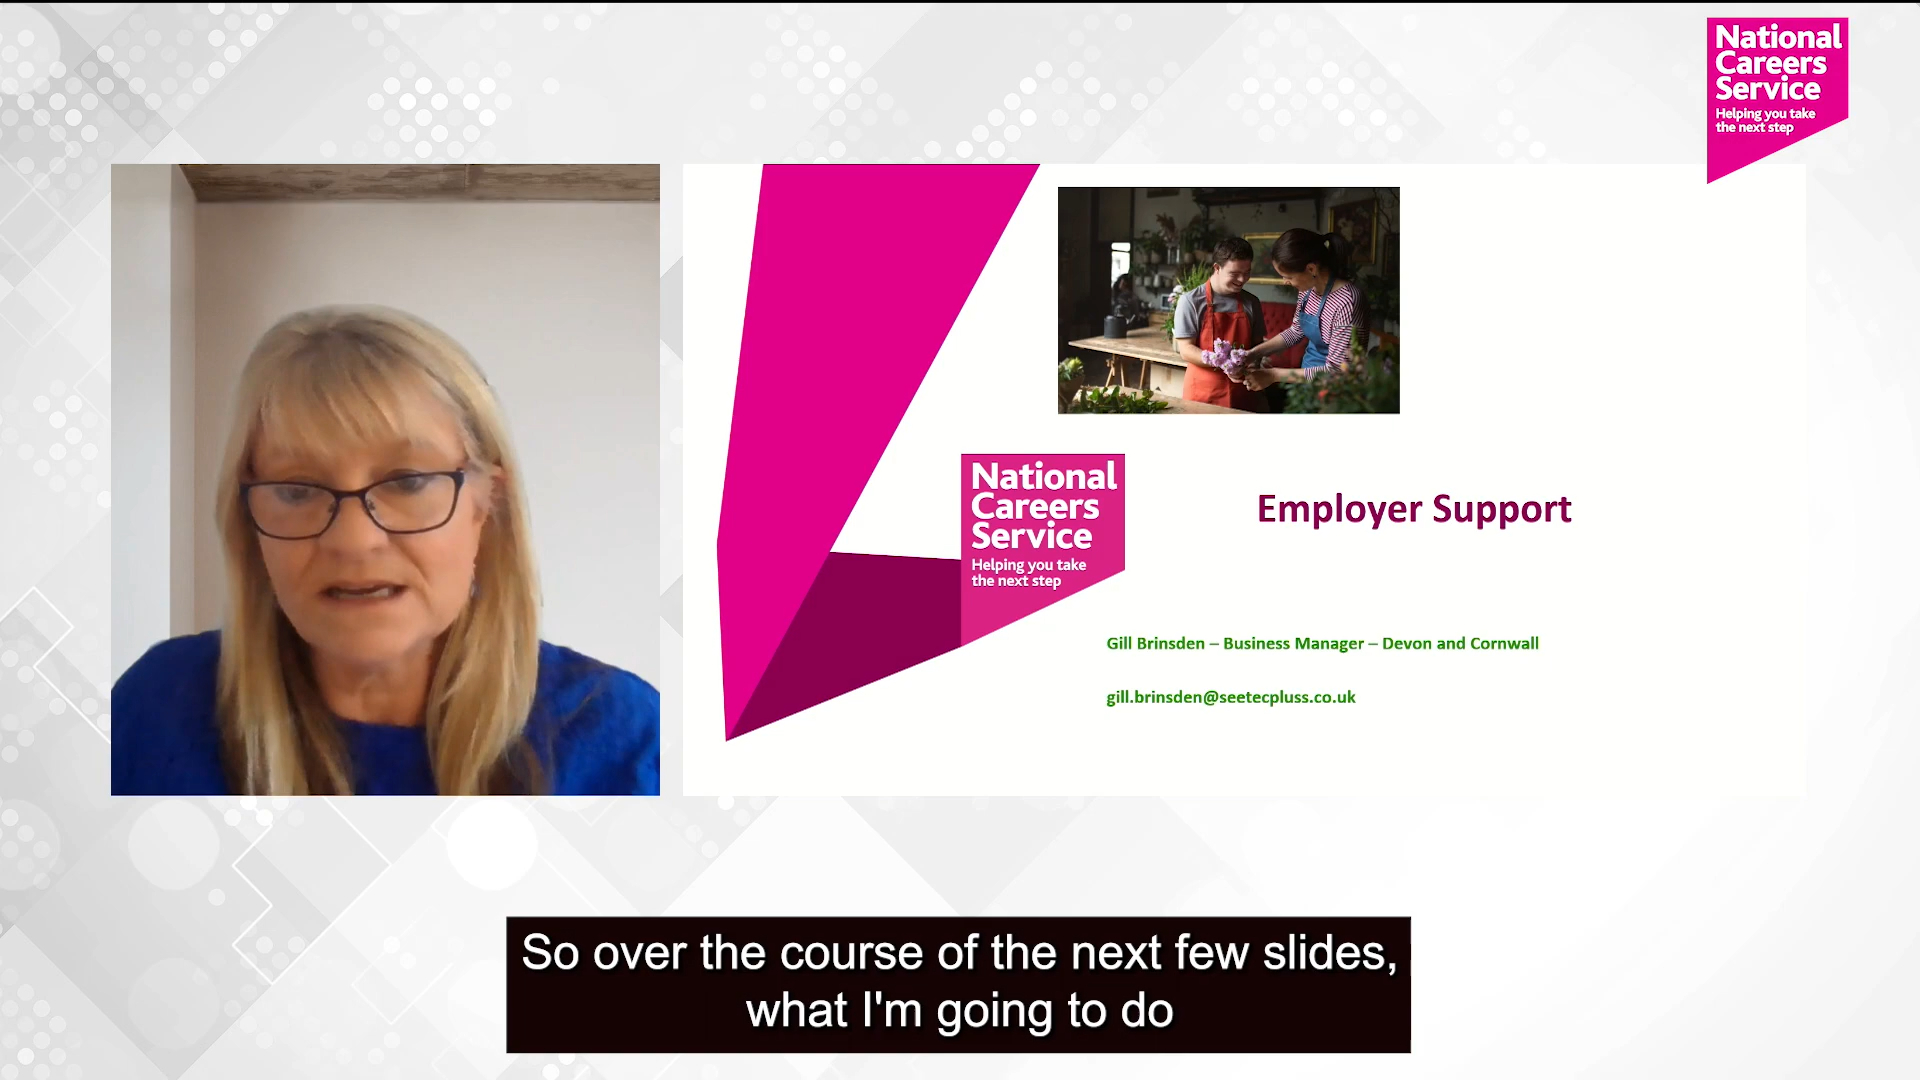 National
Careers
Service
Helping you take
the next step
National
Careers
Service
Helping you take
the next step
Employer Support
Gill Brinsden – Business Manager – Devon and Cornwall
gill.brinsden@seetecpluss.co.uk
So over the course of the next few slides,
what I'm going to do